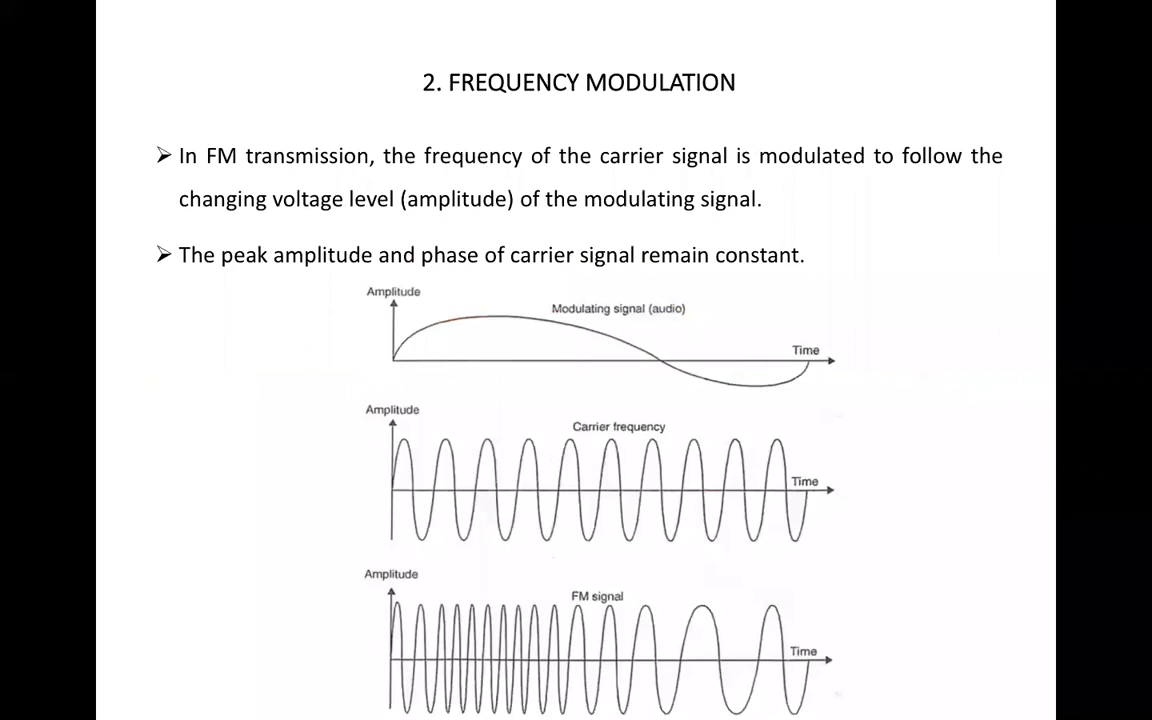 2. FREQUENCY MODULATION
➢ In FM transmission, the frequency of the carrier signal is modulated to follow the
changing voltage level (amplitude) of the modulating signal.
➢ The peak amplitude and phase of carrier signal remain constant.
Amplitude
Modulating signal (audio)
Time
Amplitude
Carrier frequency
Time
Amplitude
FM signal
Time